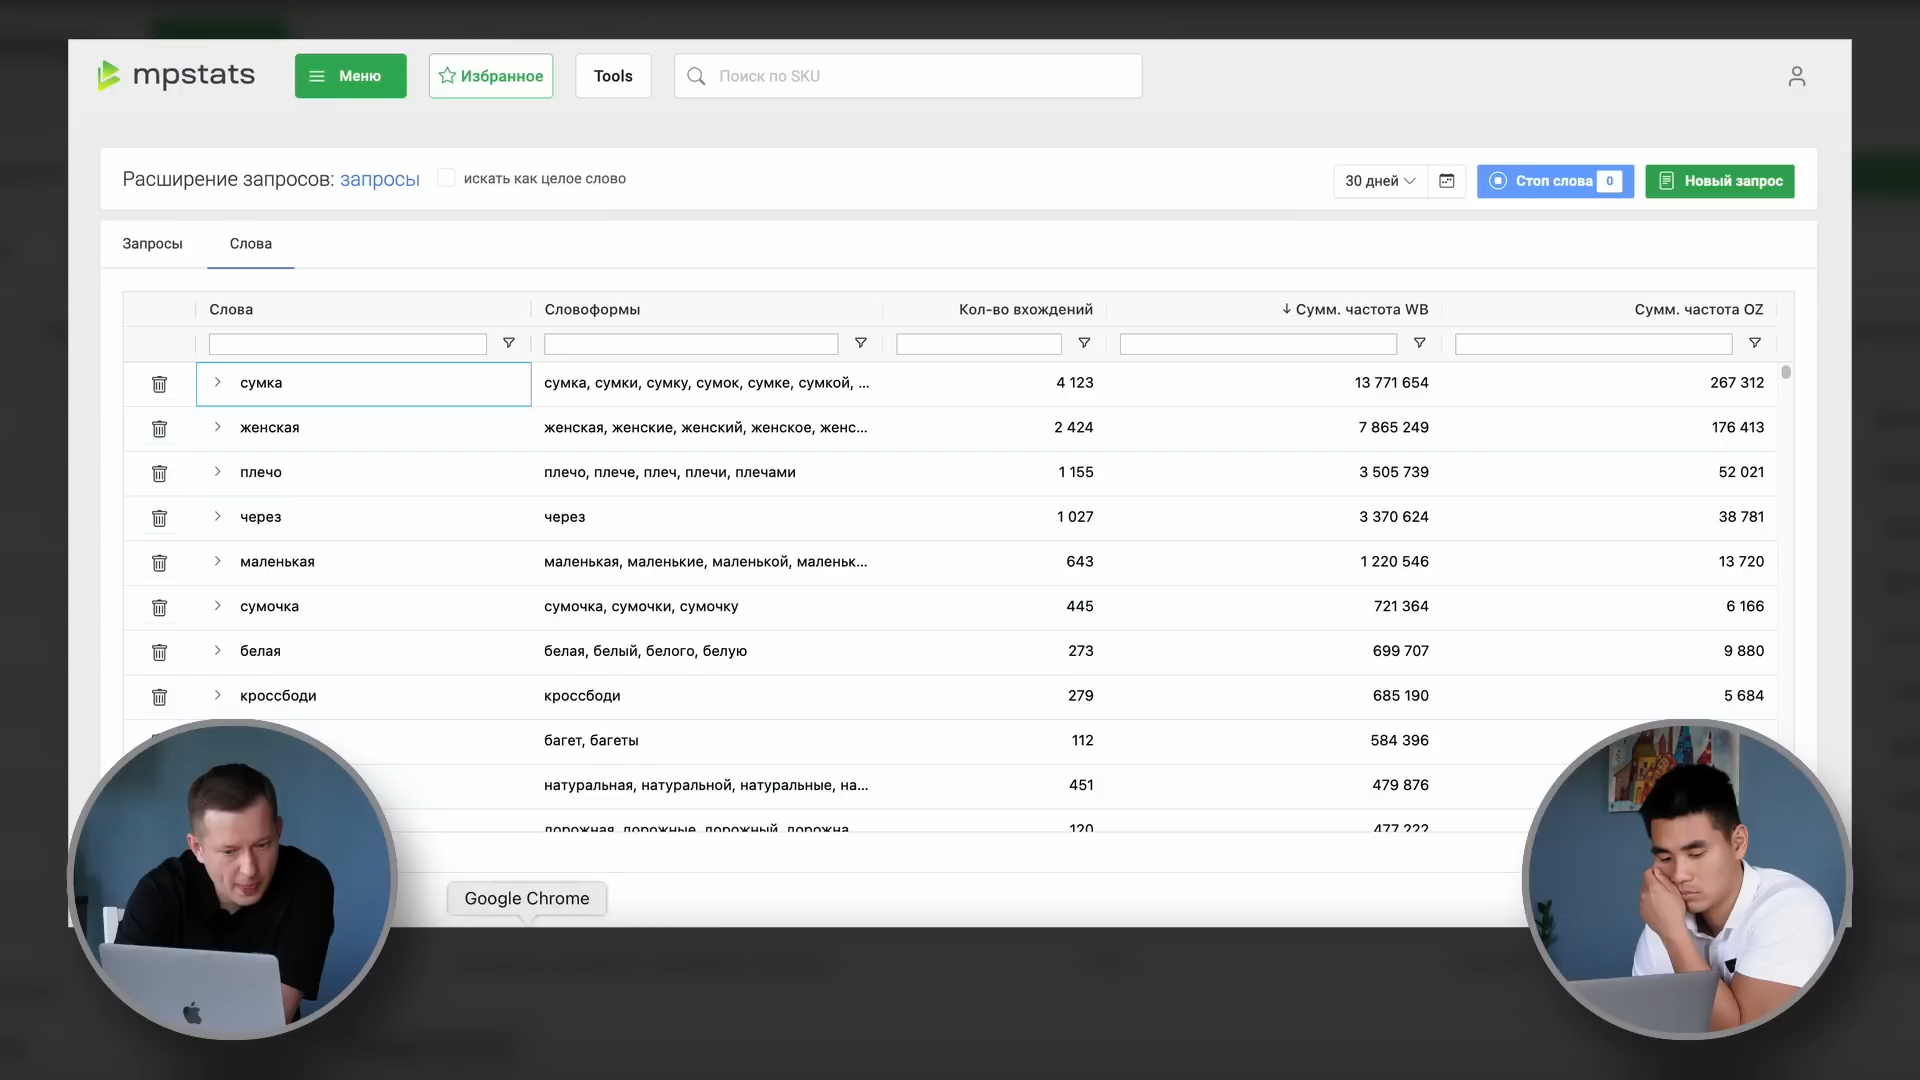 mpstats Меню Избранное Tools Поиск по SKU
Расширение запросов: запросы искать как целое слово 30 дней Стоп слова 0 Новый запрос
Запросы Слова
Слова Словоформы Кол-во вхождений ↓ Сумм. частота WB Сумм. частота OZ
сумка сумка, сумки, сумку, сумок, сумке, сумкой, ... 4 123 13 771 654 267 312
женская женская, женские, женский, женское, женс... 2 424 7 865 249 176 413
плечо плечо, плече, плеч, плечи, плечами 1 155 3 505 739 52 021
через через 1 027 3 370 624 38 781
маленькая маленькая, маленькие, маленькой, маленьк... 643 1 220 546 13 720
сумочка сумочка, сумочки, сумочку 445 721 364 6 166
белая белая, белый, белого, белую 273 699 707 9 880
кроссбоди кроссбоди 279 685 190 5 684
багет, багеты 112 584 396
натуральная, натуральной, натуральные, на... 451 479 876
дорожная, дорожные, дорожный, дорожна 120 477 222
Google Chrome